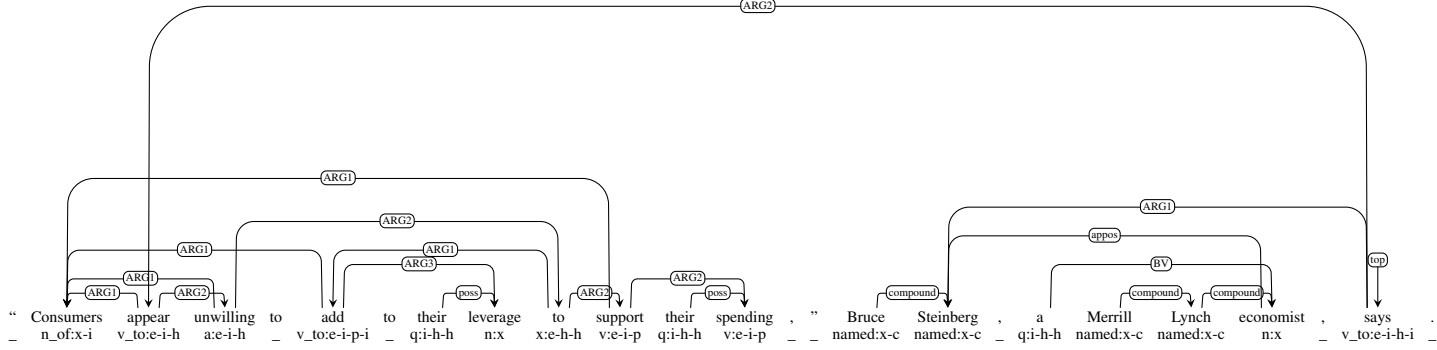 ARG2
ARG1
ARG1
ARG2
ARG1 ARG1 appos
ARG3 BV top
ARG1 ARG2
ARG1 ARG2 poss ARG2 poss compound compound compound
“ Consumers appear unwilling to add to their leverage to support their spending , ” Bruce Steinberg , a Merrill Lynch economist , says .
_ n_of:x-i v_to:e-i-h a:e-i-h _ v_to:e-i-p-i _ q:i-h-h n:x x:e-h-h v:e-i-p q:i-h-h v:e-i-p _ _ named:x-c named:x-c _ q:i-h-h named:x-c named:x-c n:x _ v_to:e-i-h-i _